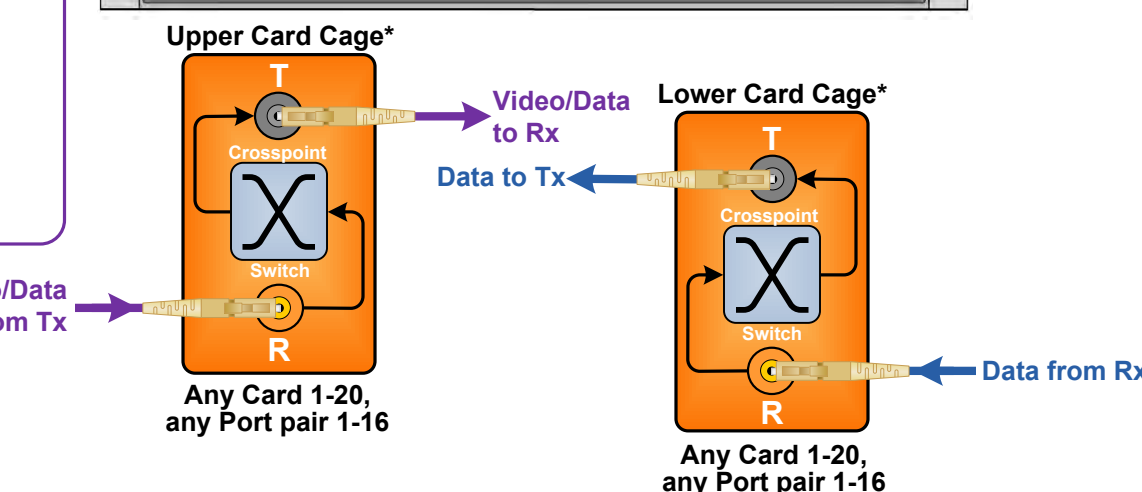 Upper Card Cage*
T
Crosspoint
Switch
R
Any Card 1-20,
any Port pair 1-16
Video/Data
to Rx
/Data
om Tx
Lower Card Cage*
T
Data to Tx
Crosspoint
Switch
R
Data from Rx
Any Card 1-20,
any Port pair 1-16